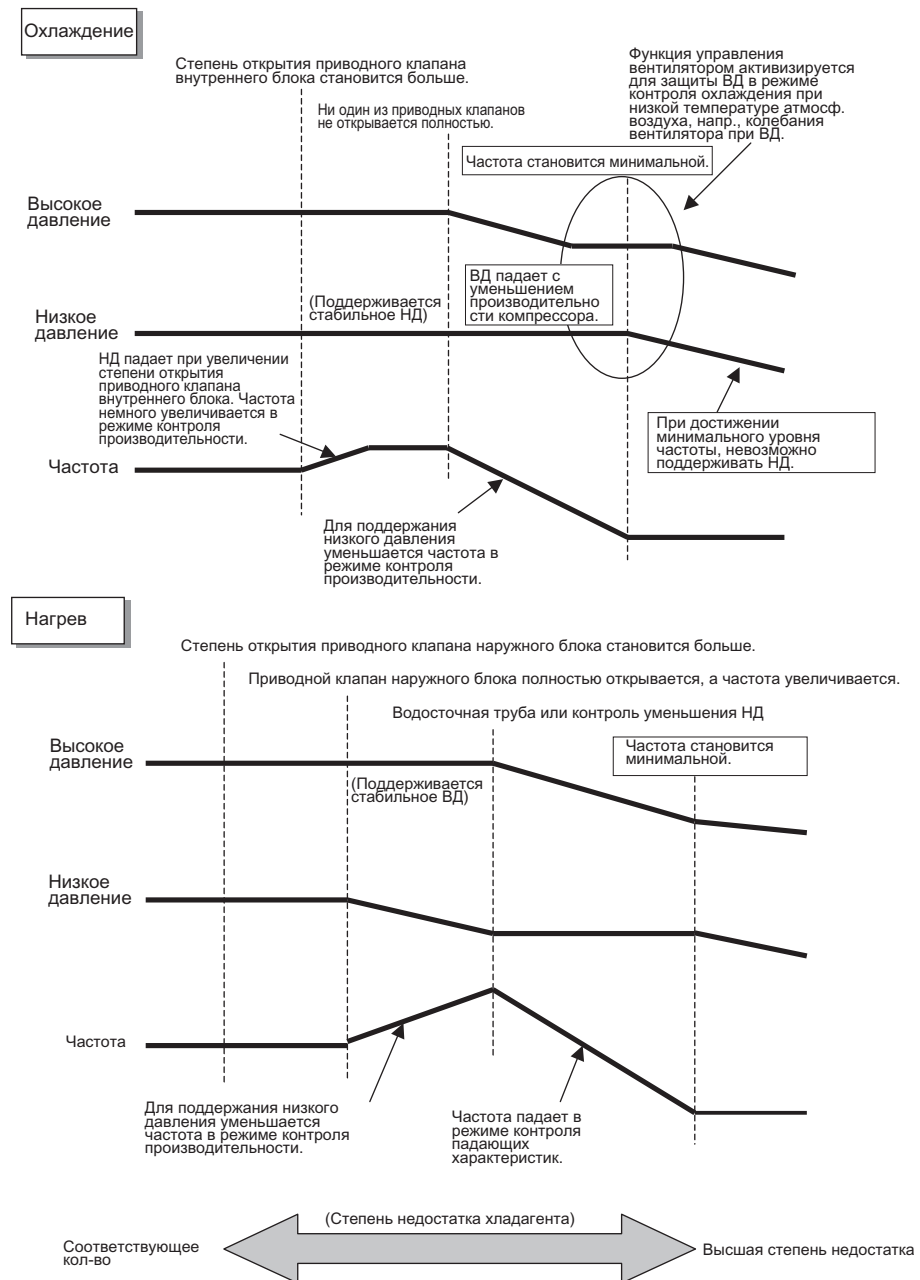 Охлаждение
Степень открытия приводного клапана
внутреннего блока становится больше.
Ни один из приводных клапанов
не открывается полностью.
Функция управления
вентилятором активизируется
для защиты ВД в режиме
контроля охлаждения при
низкой температуре атмосф.
воздуха, напр., колебания
вентилятора при ВД.
Частота становится минимальной.
Высокое
давление
ВД падает с
уменьшением
производительно
сти компрессора.
(Поддерживается
стабильное НД)
Низкое
давление
НД падает при увеличении
степени открытия
приводного клапана
внутреннего блока. Частота
немного увеличивается в
режиме контроля
производительности.
При достижении
минимального уровня
частоты, невозможно
поддерживать НД.
Частота
Для поддержания
низкого давления
уменьшается частота в
режиме контроля
производительности.
Нагрев
Степень открытия приводного клапана наружного блока становится больше.
Приводной клапан наружного блока полностью открывается, а частота увеличивается.
Водосточная труба или контроль уменьшения НД
Высокое
давление
Частота становится
минимальной.
(Поддерживается
стабильное ВД)
Низкое
давление
Частота
Для поддержания низкого
давления уменьшается
частота в режиме контроля
производительности.
Частота падает в
режиме контроля
падающих
характеристик.
(Степень недостатка хладагента)
Соответствующее
кол-во
Высшая степень недостатка